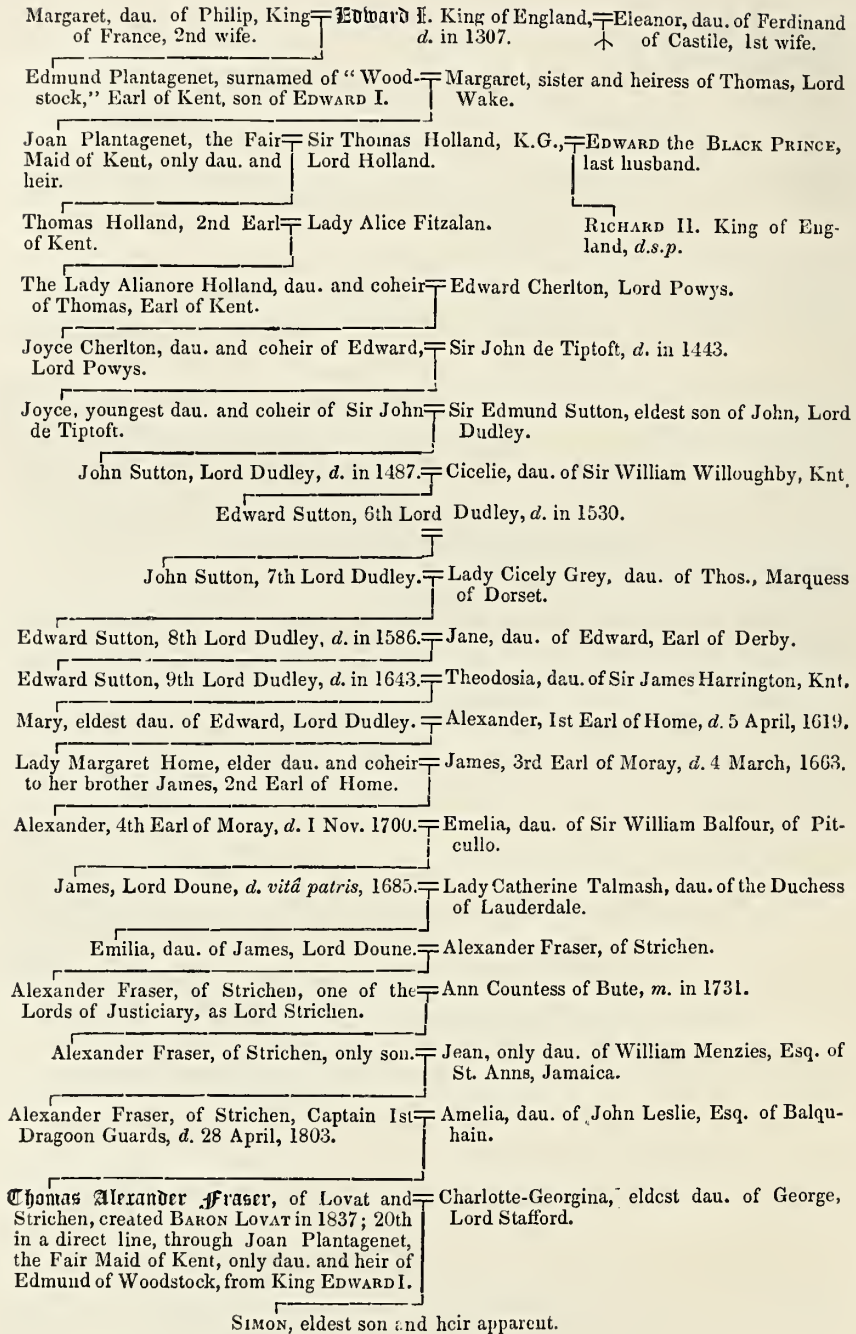 Margaret, dau. of Philip, King Edward I. King of England, Eleanor, dau. of Ferdinand
of France, 2nd wife. d. in 1307. of Castile, 1st wife.
Edmund Plantagenet, surnamed of "Wood- Margaret, sister and heiress of Thomas, Lord
stock," Earl of Kent, son of EDWARD I. Wake.
Joan Plantagenet, the Fair Sir Thomas Holland, K.G., EDWARD the BLACK PRINCE,
Maid of Kent, only dau. and Lord Holland. last husband.
heir.
Thomas Holland, 2nd Earl Lady Alice Fitzalan. RICHARD II. King of Eng-
of Kent. land, d.s.p.
The Lady Alianore Holland, dau. and coheir Edward Cherlton, Lord Powys.
of Thomas, Earl of Kent.
Joyce Cherlton, dau. and coheir of Edward, Sir John de Tiptoft, d. in 1443.
Lord Powys.
Joyce, youngest dau. and coheir of Sir John Sir Edmund Sutton, eldest son of John, Lord
de Tiptoft. Dudley.
John Sutton, Lord Dudley, d. in 1487. Cicelie, dau. of Sir William Willoughby, Knt.
Edward Sutton, 6th Lord Dudley, d. in 1530.
John Sutton, 7th Lord Dudley. Lady Cicely Grey, dau. of Thos., Marquess
of Dorset.
Edward Sutton, 8th Lord Dudley, d. in 1586. Jane, dau. of Edward, Earl of Derby.
Edward Sutton, 9th Lord Dudley, d. in 1643. Theodosia, dau. of Sir James Harrington, Knt.
Mary, eldest dau. of Edward, Lord Dudley. Alexander, 1st Earl of Home, d. 5 April, 1619.
Lady Margaret Home, elder dau. and coheir James, 3rd Earl of Moray, d. 4 March, 1663.
to her brother James, 2nd Earl of Home.
Alexander, 4th Earl of Moray, d. 1 Nov. 1700. Emelia, dau. of Sir William Balfour, of Pit-
cullo.
James, Lord Doune, d. vitâ patris, 1685. Lady Catherine Talmash, dau. of the Duchess
of Lauderdale.
Emilia, dau. of James, Lord Doune. Alexander Fraser, of Strichen.
Alexander Fraser, of Strichen, one of the Ann Countess of Bute, m. in 1731.
Lords of Justiciary, as Lord Strichen.
Alexander Fraser, of Strichen, only son. Jean, only dau. of William Menzies, Esq. of
St. Anns, Jamaica.
Alexander Fraser, of Strichen, Captain 1st Amelia, dau. of John Leslie, Esq. of Balqu-
Dragoon Guards, d. 28 April, 1803. hain.
Thomas Alexander Fraser, of Lovat and Charlotte-Georgina, eldest dau. of George,
Strichen, created BARON LOVAT in 1837; 20th Lord Stafford.
in a direct line, through Joan Plantagenet,
the Fair Maid of Kent, only dau. and heir of
Edmund of Woodstock, from King EDWARD I.
SIMON, eldest son and heir apparent.